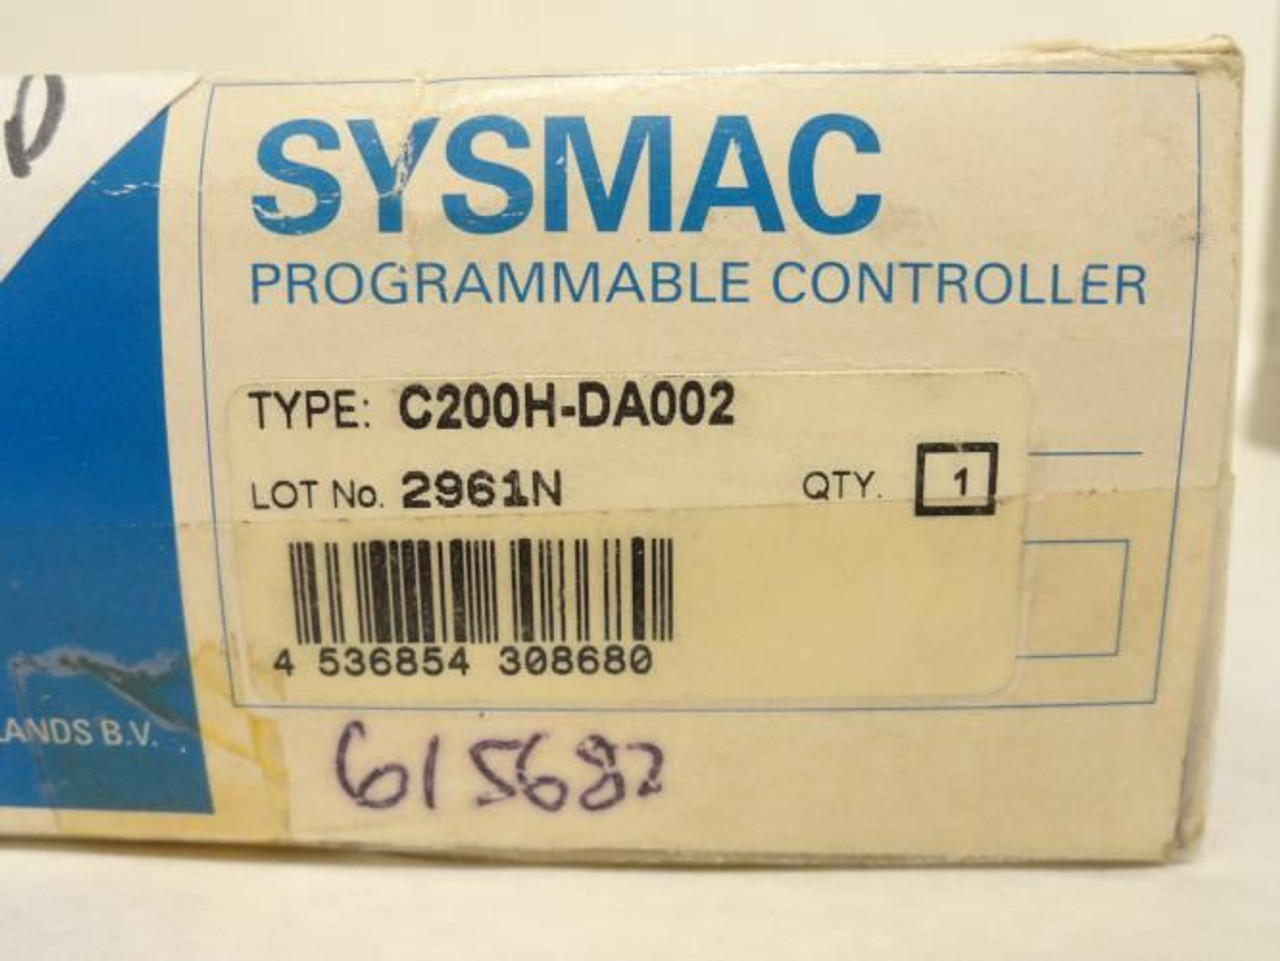 SYSMAC
PROGRAMMABLE CONTROLLER
TYPE: C200H-DA002
LOT No. 2961N QTY. 1
4 536854 308680
LANDS B.V.
615682